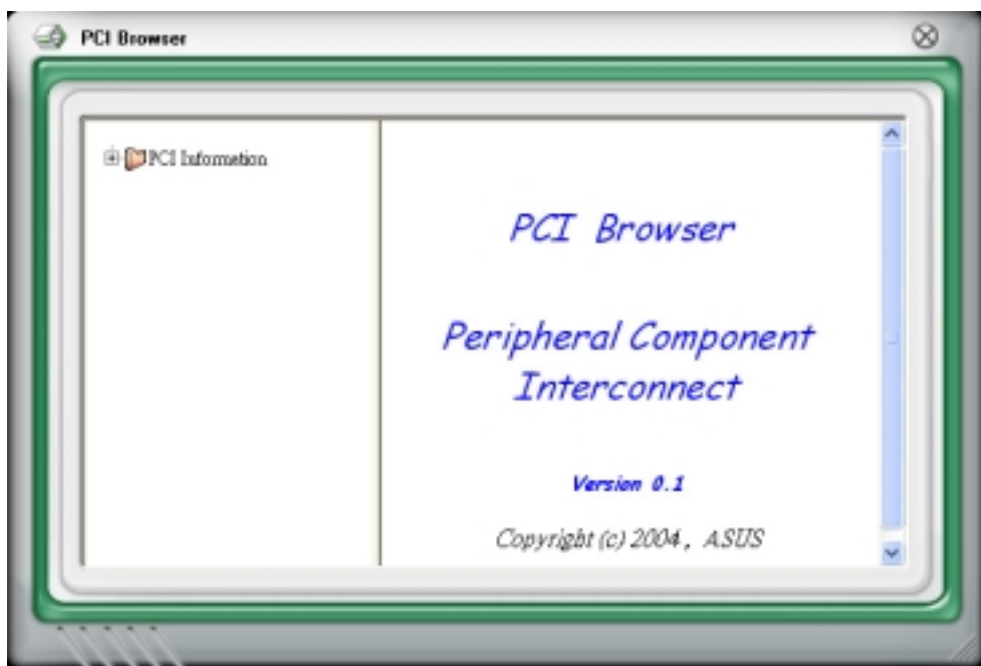 PCI Browser
PCI Information
PCI Browser
Peripheral Component
Interconnect
Version 0.1
Copyright (c) 2004, ASUS